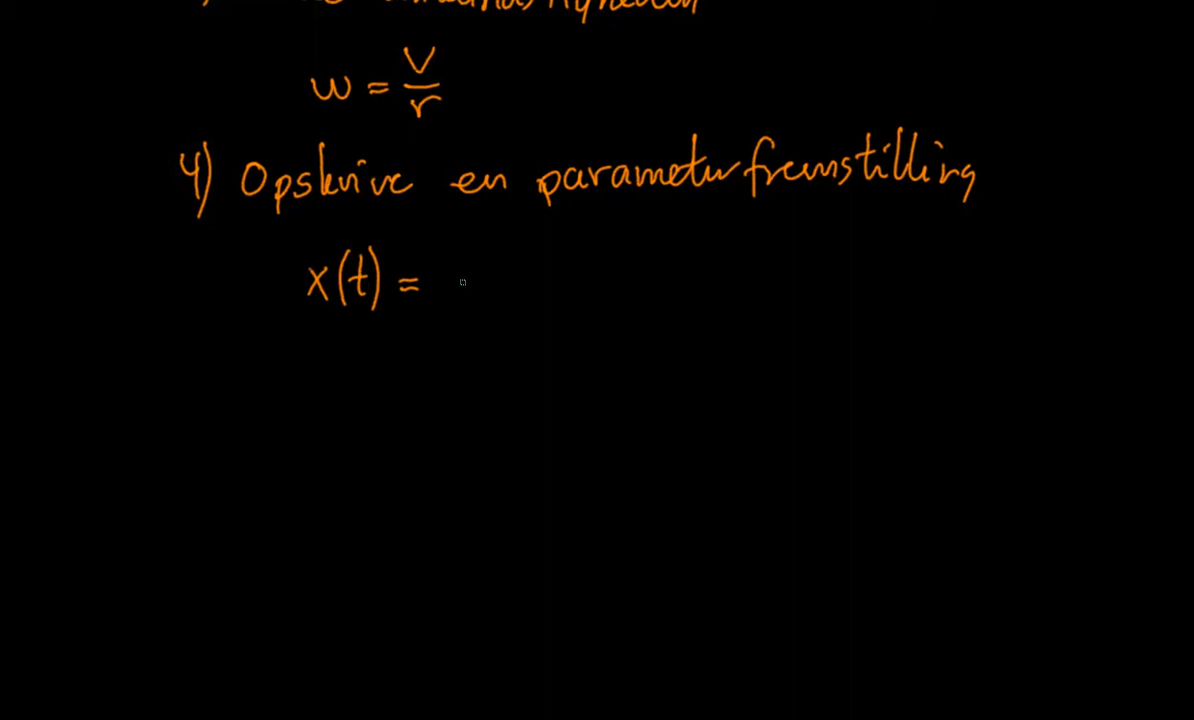 w = v/r
4) Opskrive en parameterfremstilling
x(t) =